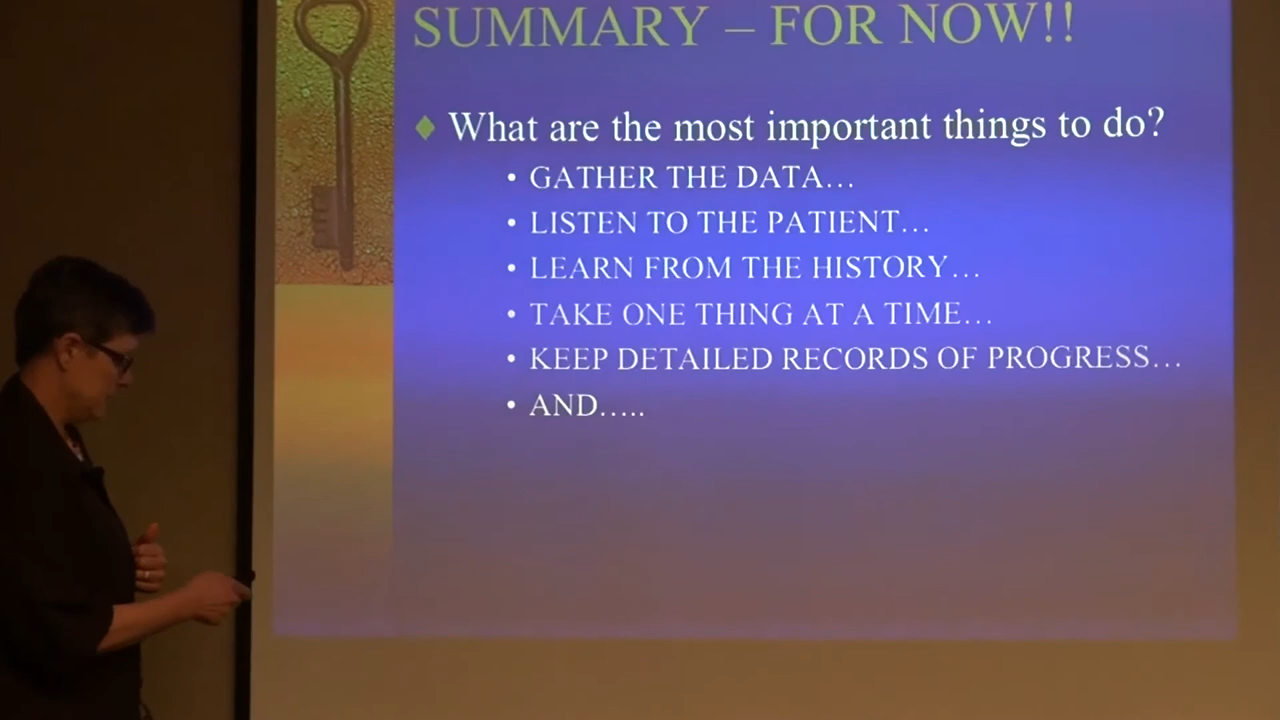 SUMMARY – FOR NOW!!
What are the most important things to do?
• GATHER THE DATA…
• LISTEN TO THE PATIENT…
• LEARN FROM THE HISTORY…
• TAKE ONE THING AT A TIME…
• KEEP DETAILED RECORDS OF PROGRESS…
• AND…..